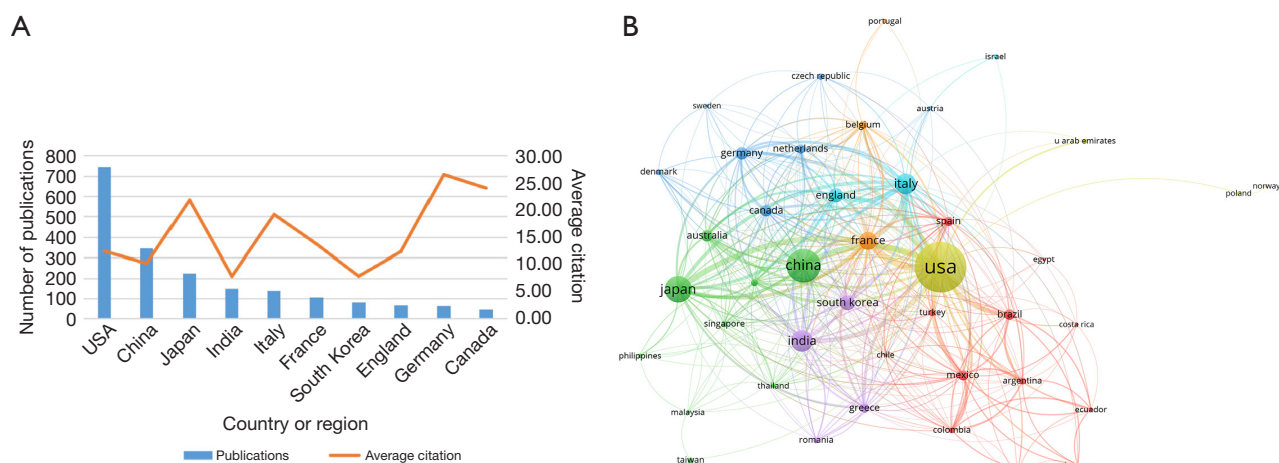 A
Number of publications
800
700
600
500
400
300
200
100
0
30.00
25.00
20.00
15.00
10.00
5.00
0.00
Average citation
USA
China
Japan
India
Italy
France
South Korea
England
Germany
Canada
Country or region
Publications
Average citation
B
portugal
israel
czech republic
sweden
austria
belgium
u arab emirates
germany
netherlands
denmark
italy
norway
poland
england
canada
spain
australia
france
egypt
china
usa
japan
south korea
singapore
turkey
brazil
costa rica
india
philippines
chile
mexico
argentina
thailand
malaysia
greece
ecuador
colombia
romania
taiwan